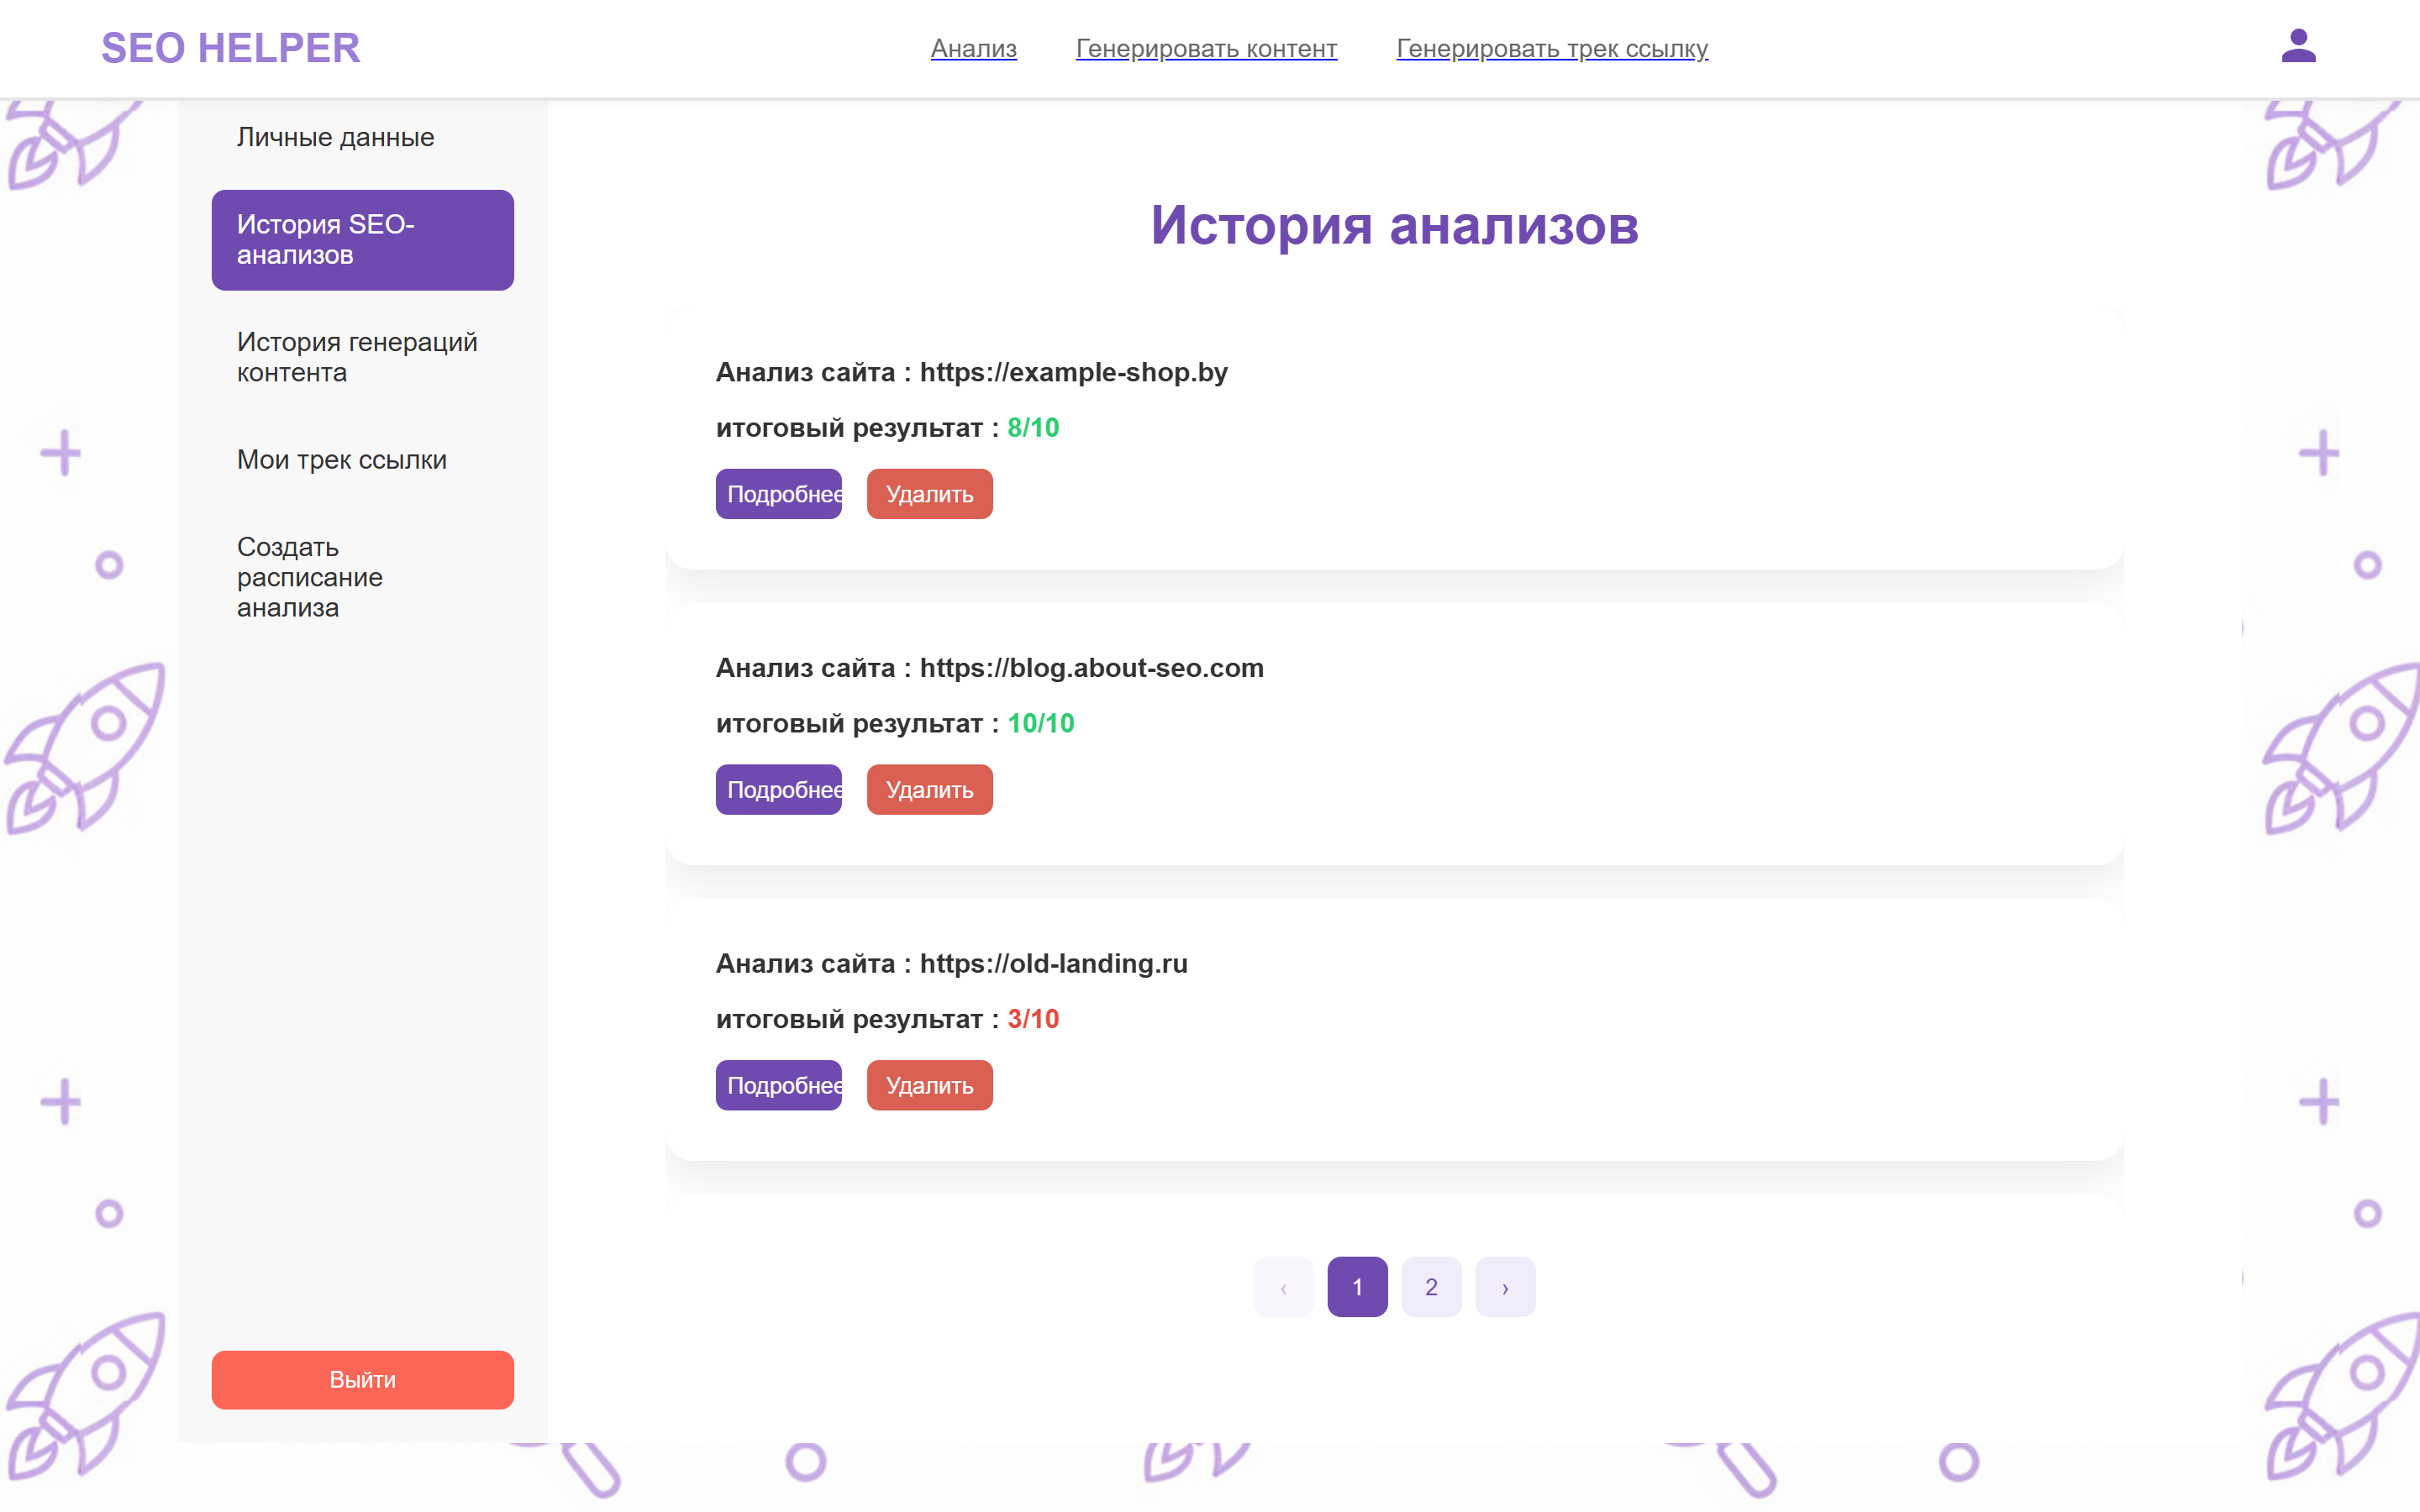 SEO HELPER
Анализ
Генерировать контент
Генерировать трек ссылку
Личные данные
История SEO-
анализов
История генераций
контента
Мои трек ссылки
Создать
расписание
анализа
Выйти
История анализов
Анализ сайта : https://example-shop.by
итоговый результат : 8/10
Подробнее
Удалить
Анализ сайта : https://blog.about-seo.com
итоговый результат : 10/10
Подробнее
Удалить
Анализ сайта : https://old-landing.ru
итоговый результат : 3/10
Подробнее
Удалить
‹ 1 2 ›